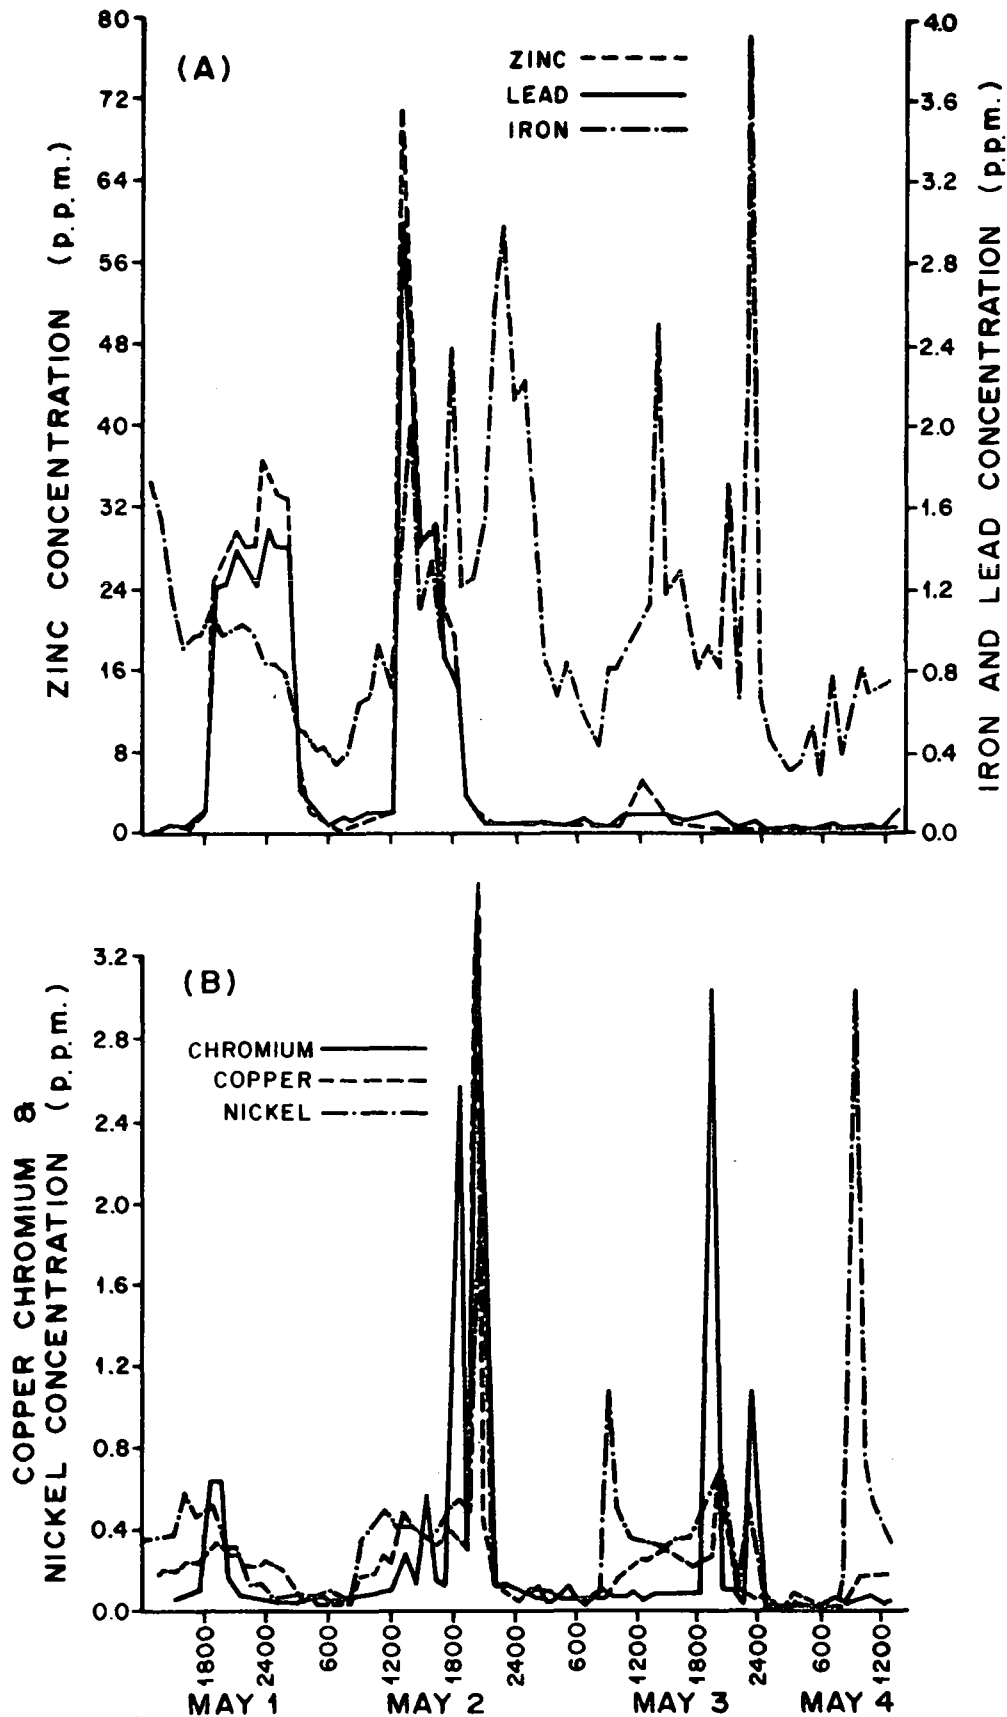 (A)
ZINC
LEAD
IRON
80
72
64
56
48
40
32
24
16
8
0
ZINC CONCENTRATION (p.p.m.)
4.0
3.6
3.2
2.8
2.4
2.0
1.6
1.2
0.8
0.4
0.0
IRON AND LEAD CONCENTRATION (p.p.m.)
(B)
CHROMIUM
COPPER
NICKEL
3.2
2.8
2.4
2.0
1.6
1.2
0.8
0.4
0.0
COPPER CHROMIUM &
NICKEL CONCENTRATION (p.p.m.)
1800 2400 600 1200 1800 2400 600 1200 1800 2400 600 1200
MAY 1 MAY 2 MAY 3 MAY 4